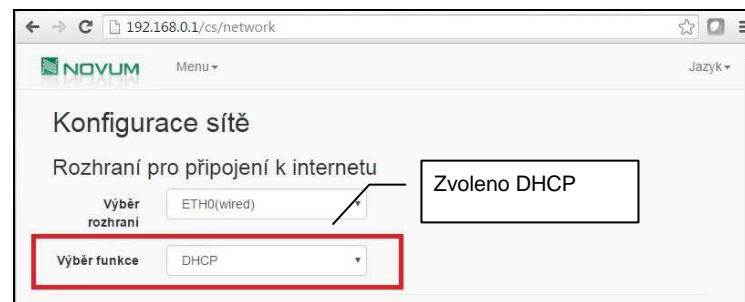 192.168.0.1/cs/network
NOVUM Menu Jazyk
Konfigurace sítě
Rozhraní pro připojení k internetu
Zvoleno DHCP
Výběr rozhraní
ETH0(wired)
Výběr funkce
DHCP